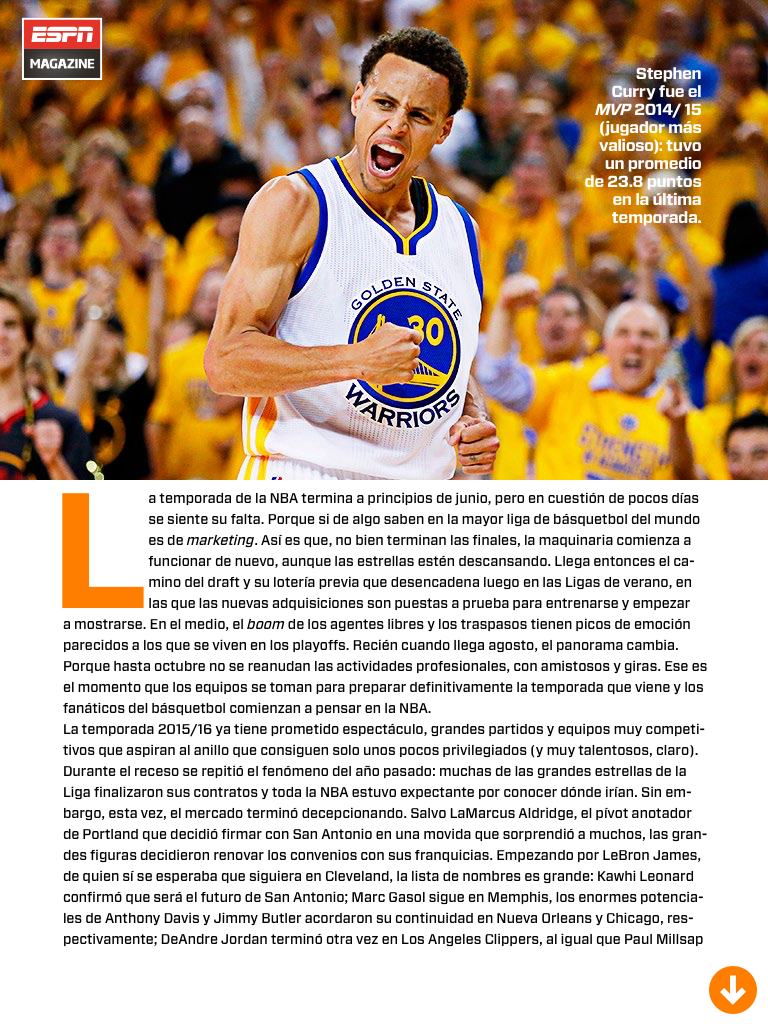 ESPN
MAGAZINE
Stephen
Curry fue el
MVP 2014/ 15
(jugador más
valioso): tuvo
un promedio
de 23.8 puntos
en la última
temporada.
GOLDEN STATE
30
WARRIORS
STRENGTH
La temporada de la NBA termina a principios de junio, pero en cuestión de pocos días
se siente su falta. Porque si de algo saben en la mayor liga de básquetbol del mundo
es de marketing. Así es que, no bien terminan las finales, la maquinaria comienza a
funcionar de nuevo, aunque las estrellas estén descansando. Llega entonces el ca-
mino del draft y su lotería previa que desencadena luego en las Ligas de verano, en
las que las nuevas adquisiciones son puestas a prueba para entrenarse y empezar
a mostrarse. En el medio, el boom de los agentes libres y los traspasos tienen picos de emoción
parecidos a los que se viven en los playoffs. Recién cuando llega agosto, el panorama cambia.
Porque hasta octubre no se reanudan las actividades profesionales, con amistosos y giras. Ese es
el momento que los equipos se toman para preparar definitivamente la temporada que viene y los
fanáticos del básquetbol comienzan a pensar en la NBA.
La temporada 2015/16 ya tiene prometido espectáculo, grandes partidos y equipos muy competi-
tivos que aspiran al anillo que consiguen solo unos pocos privilegiados (y muy talentosos, claro).
Durante el receso se repitió el fenómeno del año pasado: muchas de las grandes estrellas de la
Liga finalizaron sus contratos y toda la NBA estuvo expectante por conocer dónde irían. Sin em-
bargo, esta vez, el mercado terminó decepcionando. Salvo LaMarcus Aldridge, el pívot anotador
de Portland que decidió firmar con San Antonio en una movida que sorprendió a muchos, las gran-
des figuras decidieron renovar los convenios con sus franquicias. Empezando por LeBron James,
de quien sí se esperaba que siguiera en Cleveland, la lista de nombres es grande: Kawhi Leonard
confirmó que será el futuro de San Antonio; Marc Gasol sigue en Memphis, los enormes potencia-
les de Anthony Davis y Jimmy Butler acordaron su continuidad en Nueva Orleans y Chicago, res-
pectivamente; DeAndre Jordan terminó otra vez en Los Angeles Clippers, al igual que Paul Millsap